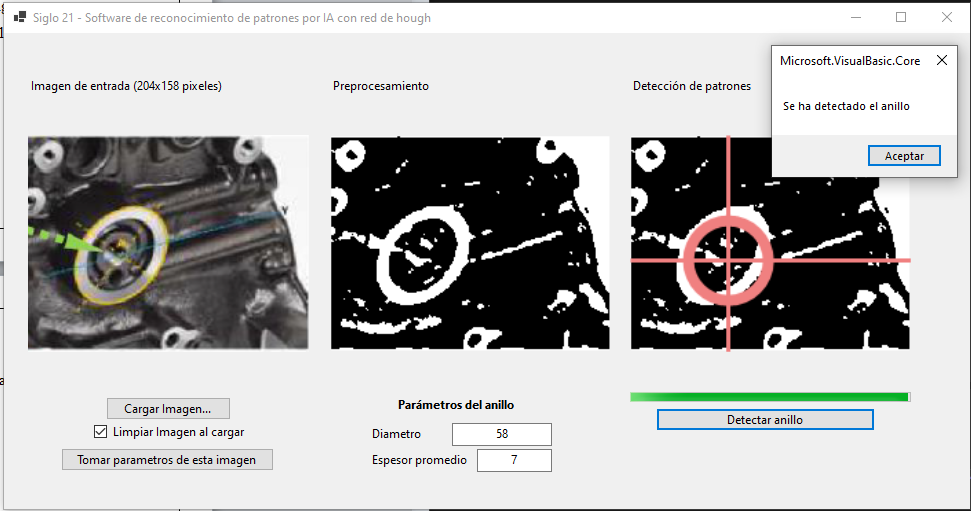 Siglo 21 - Software de reconocimiento de patrones por IA con red de hough
Microsoft.VisualBasic.Core
Se ha detectado el anillo
Aceptar
Imagen de entrada (204x158 pixeles)
Preprocesamiento
Detección de patrones
Y
Cargar Imagen...
Limpiar Imagen al cargar
Tomar parametros de esta imagen
Parámetros del anillo
Diametro 58
Espesor promedio 7
Detectar anillo